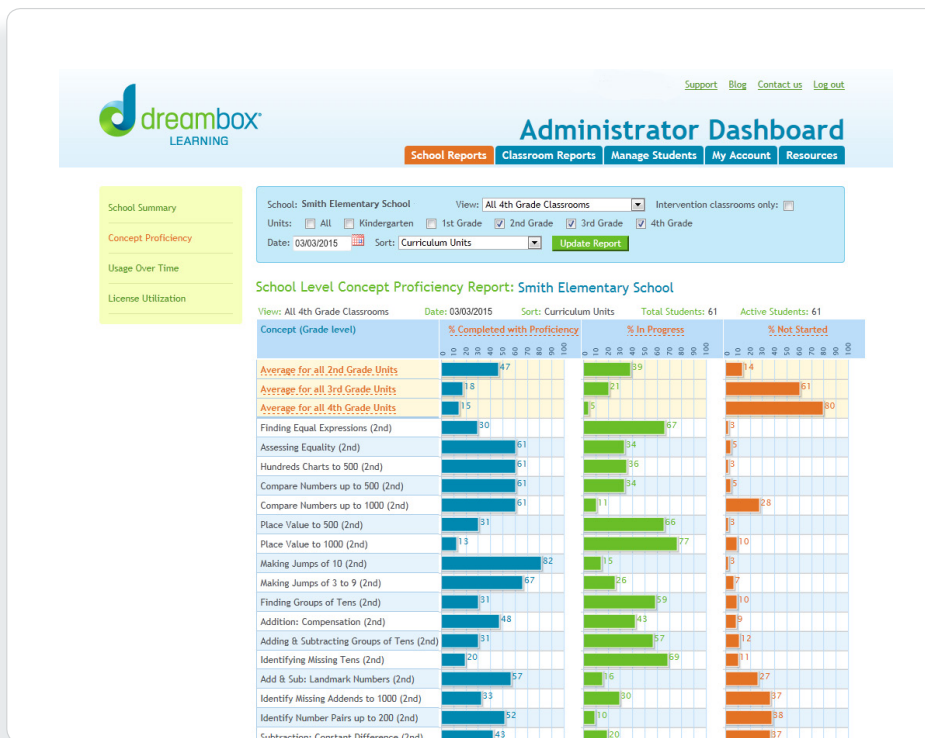 Support Blog Contact us Log out
dreambox
LEARNING
Administrator Dashboard
School Reports Classroom Reports Manage Students My Account Resources
School Summary
Concept Proficiency
Usage Over Time
License Utilization
School: Smith Elementary School View: All 4th Grade Classrooms Intervention classrooms only:
Units: All Kindergarten 1st Grade 2nd Grade 3rd Grade 4th Grade
Date: 03/03/2015 Sort: Curriculum Units Update Report
School Level Concept Proficiency Report: Smith Elementary School
View: All 4th Grade Classrooms Date: 03/03/2015 Sort: Curriculum Units Total Students: 61 Active Students: 61
Concept (Grade level) % Completed with Proficiency % In Progress % Not Started
0 10 20 30 40 50 60 70 80 90 100 0 10 20 30 40 50 60 70 80 90 100 0 10 20 30 40 50 60 70 80 90 100
Average for all 2nd Grade Units 47 39 14
Average for all 3rd Grade Units 18 21 61
Average for all 4th Grade Units 15 5 80
Finding Equal Expressions (2nd) 30 67 3
Assessing Equality (2nd) 61 34 5
Hundreds Charts to 500 (2nd) 61 36 3
Compare Numbers up to 500 (2nd) 61 34 5
Compare Numbers up to 1000 (2nd) 61 11 28
Place Value to 500 (2nd) 31 66 3
Place Value to 1000 (2nd) 13 77 10
Making Jumps of 10 (2nd) 82 15 3
Making Jumps of 3 to 9 (2nd) 67 26 7
Finding Groups of Tens (2nd) 31 59 10
Addition: Compensation (2nd) 48 43 9
Adding & Subtracting Groups of Tens (2nd) 31 57 12
Identifying Missing Tens (2nd) 20 69 11
Add & Sub: Landmark Numbers (2nd) 57 16 27
Identify Missing Addends to 1000 (2nd) 33 30 37
Identify Number Pairs up to 200 (2nd) 52 10 38
Subtraction: Constant Difference (2nd) 43 20 37